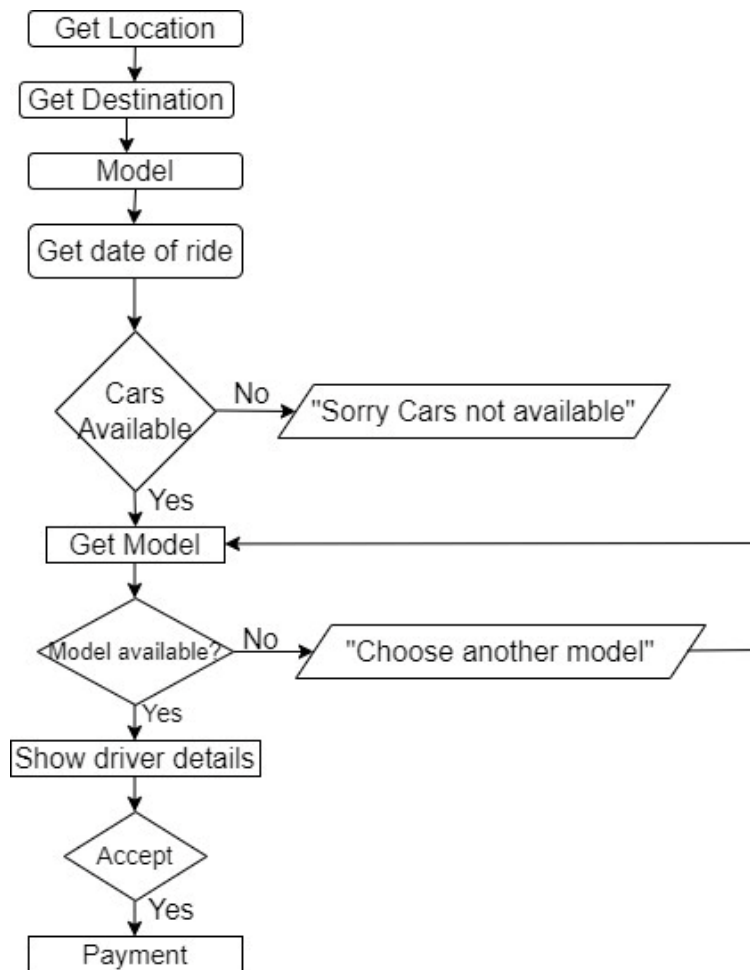 Get Location
Get Destination
Model
Get date of ride
Cars
Available
No
"Sorry Cars not available"
Yes
Get Model
Model available?
No
"Choose another model"
Yes
Show driver details
Accept
Yes
Payment